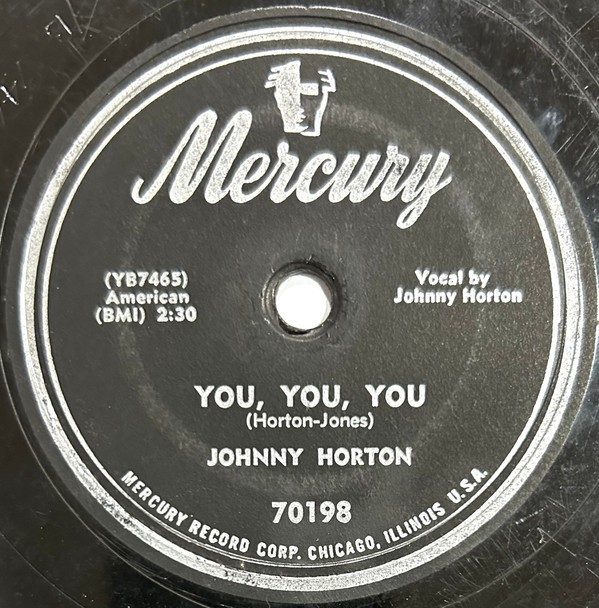 Mercury
(YB7465)
American
(BMI) 2:30
Vocal by
Johnny Horton
YOU, YOU, YOU
(Horton-Jones)
JOHNNY HORTON
70198
MERCURY RECORD CORP. CHICAGO, ILLINOIS U.S.A.